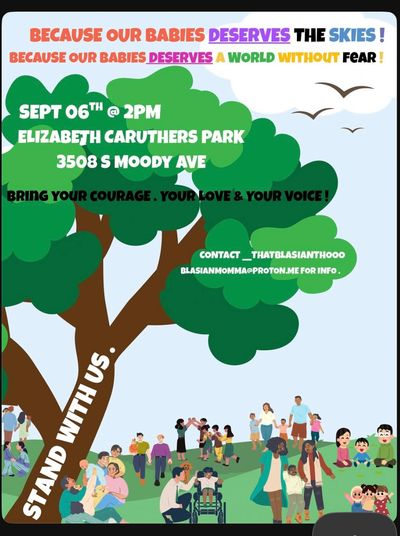 BECAUSE OUR BABIES DESERVES THE SKIES !
BECAUSE OUR BABIES DESERVES A WORLD WITHOUT FEAR !
SEPT 06TH @ 2PM
ELIZABETH CARUTHERS PARK
3508 S MOODY AVE
BRING YOUR COURAGE . YOUR LOVE & YOUR VOICE !
CONTACT __THATBLASIANTHOOO
BLASIANMOMMA@PROTON.ME FOR INFO .
STAND WITH US .